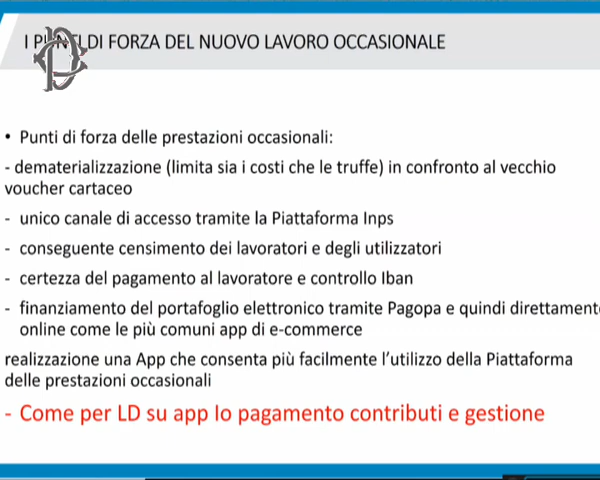 I PUNTI DI FORZA DEL NUOVO LAVORO OCCASIONALE
• Punti di forza delle prestazioni occasionali:
- dematerializzazione (limita sia i costi che le truffe) in confronto al vecchio
voucher cartaceo
- unico canale di accesso tramite la Piattaforma Inps
- conseguente censimento dei lavoratori e degli utilizzatori
- certezza del pagamento al lavoratore e controllo Iban
- finanziamento del portafoglio elettronico tramite Pagopa e quindi direttament
online come le più comuni app di e-commerce
realizzazione una App che consenta più facilmente l'utilizzo della Piattaforma
delle prestazioni occasionali
- Come per LD su app Io pagamento contributi e gestione